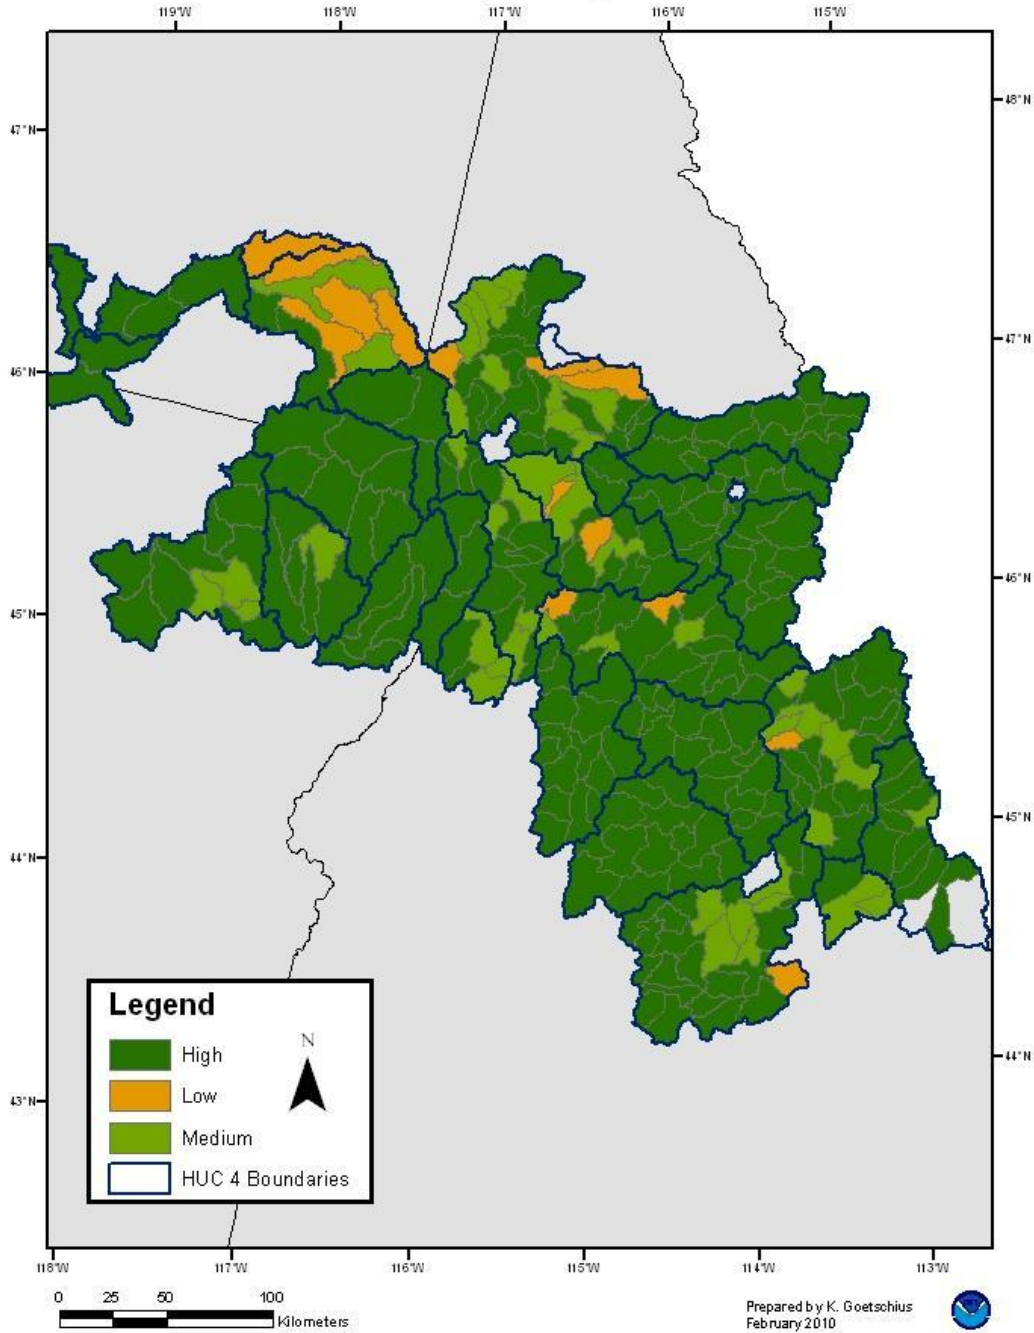 119°W 118°W 117°W 116°W 115°W
48°N
47°N
47°N
46°N
46°N
45°N
45°N
44°N
44°N
43°N
Legend
High
Low
Medium
HUC 4 Boundaries
N
118°W 117°W 116°W 115°W 114°W 113°W
0 25 50 100
Kilometers
Prepared by K. Goetschius
February 2010